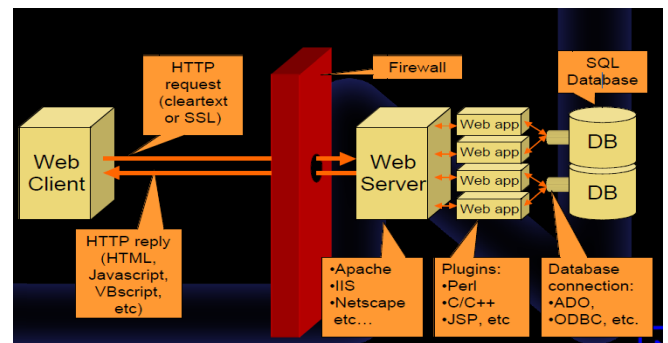 HTTP
request
(cleartext
or SSL)
Firewall
SQL
Database
Web
Client
Web
Server
Web app
Web app
Web app
Web app
DB
DB
HTTP reply
(HTML,
Javascript,
VBscript,
etc)
•Apache
•IIS
•Netscape
etc…
Plugins:
•Perl
•C/C++
•JSP, etc
Database
connection:
•ADO,
•ODBC, etc.